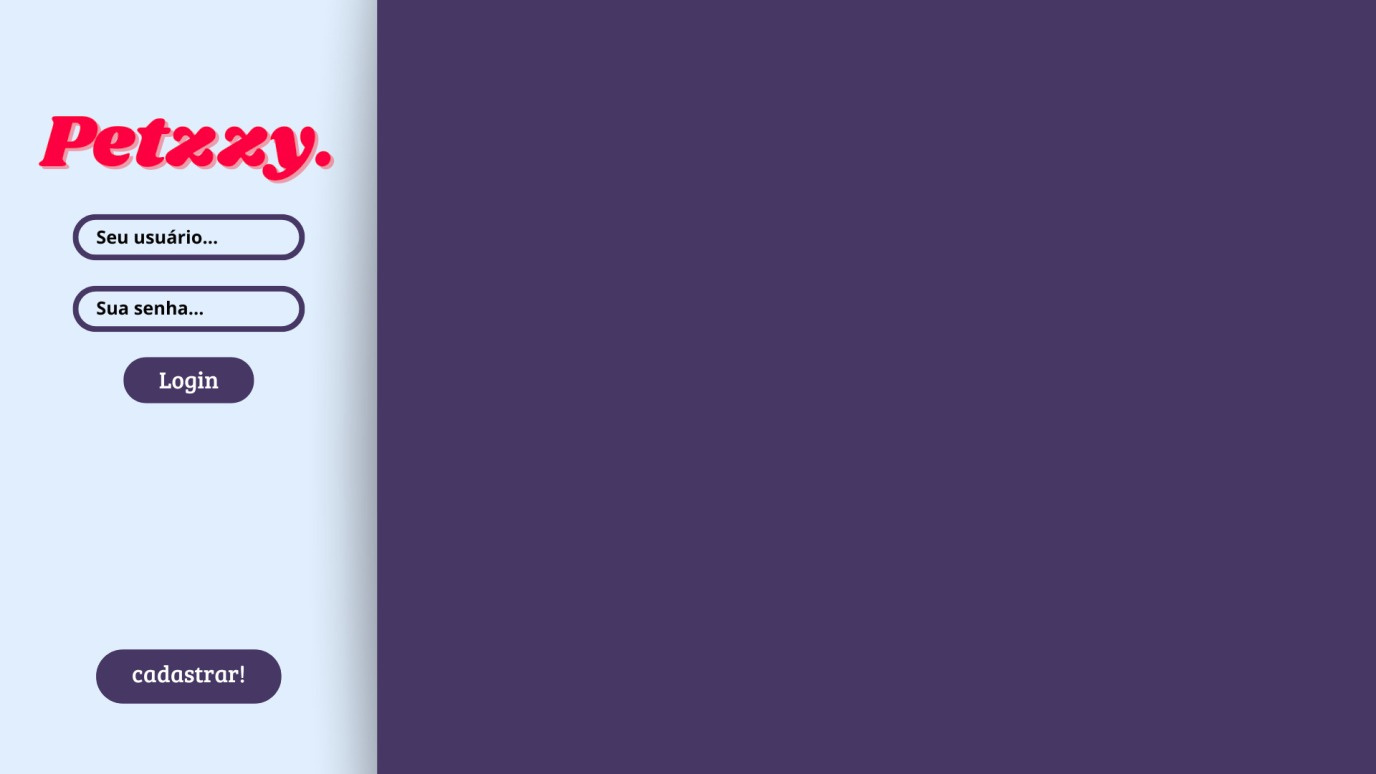 Petzzy.
Seu usuário...
Sua senha...
Login
cadastrar!